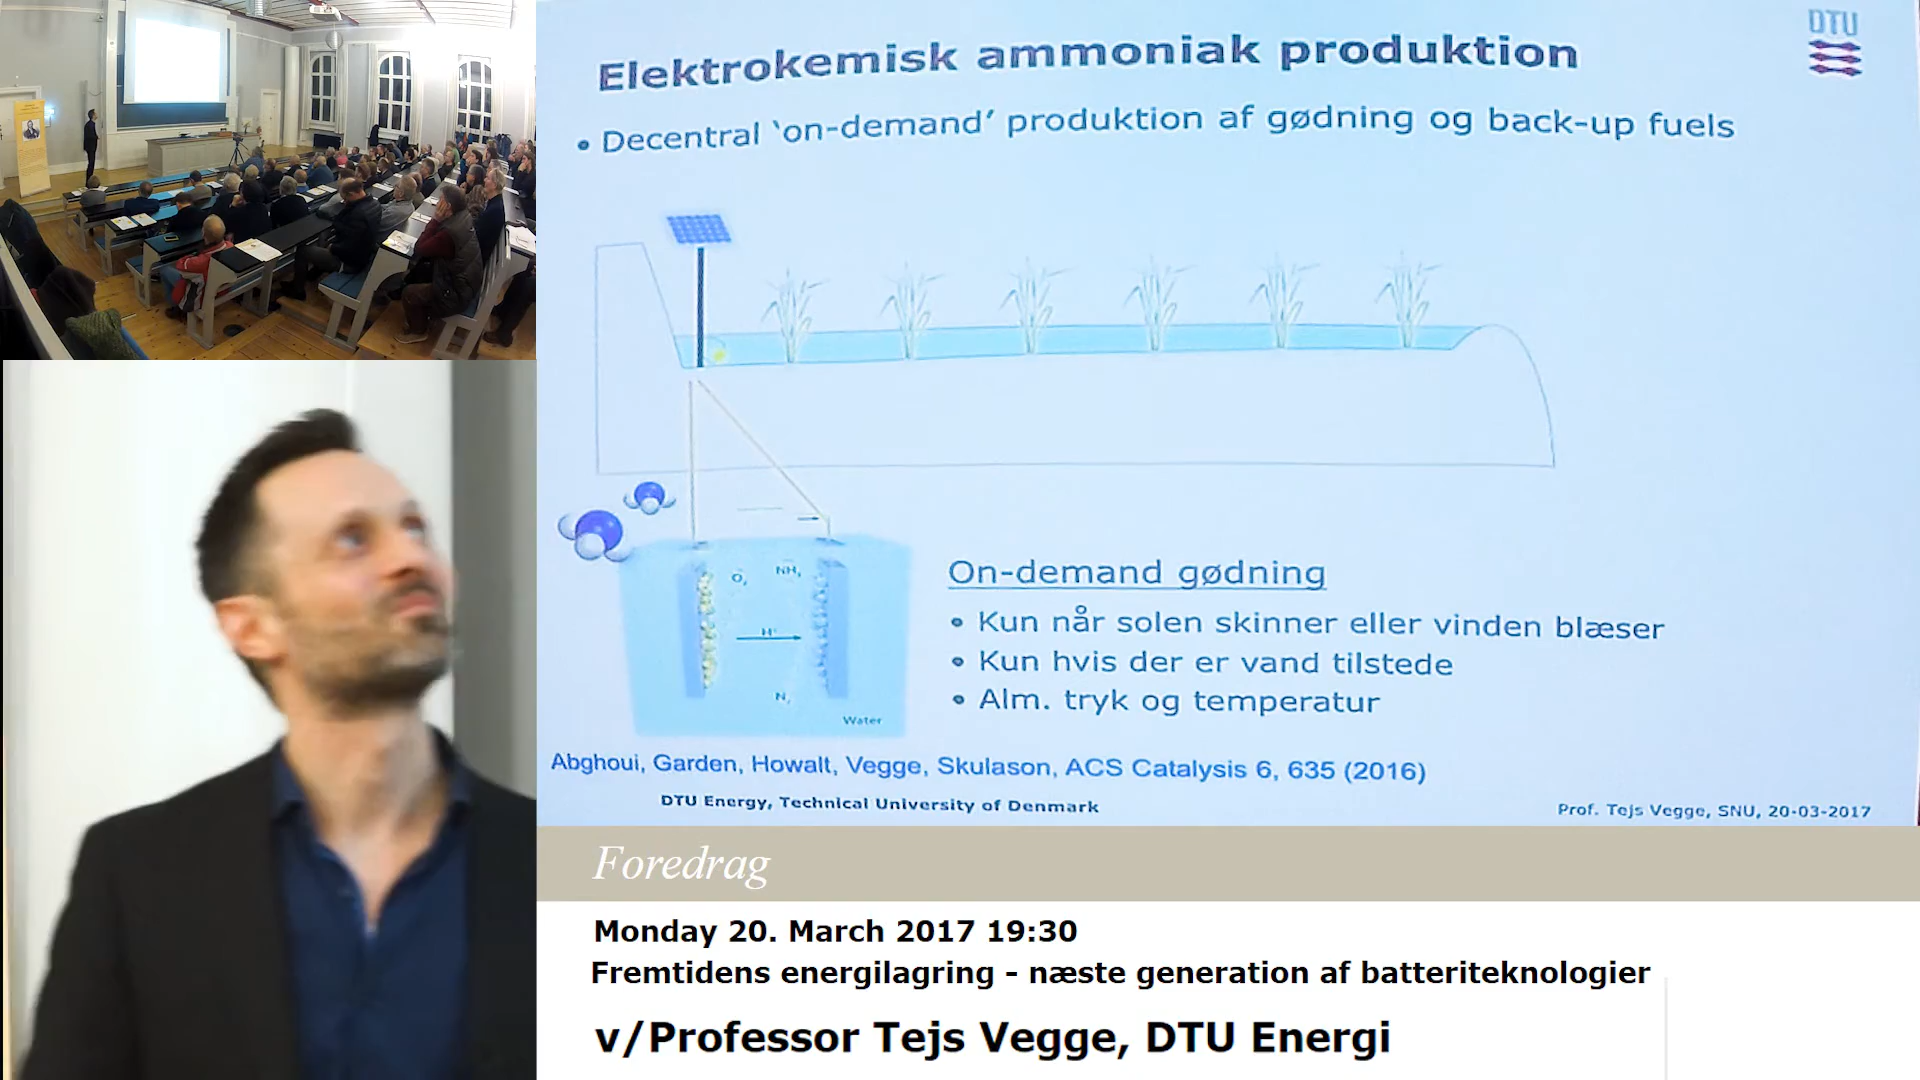 DTU
Elektrokemisk ammoniak produktion
• Decentral ‘on-demand’ produktion af gødning og back-up fuels
O₂
NH₃
H⁺
N₂
Water
On-demand gødning
• Kun når solen skinner eller vinden blæser
• Kun hvis der er vand tilstede
• Alm. tryk og temperatur
Abghoui, Garden, Howalt, Vegge, Skulason, ACS Catalysis 6, 635 (2016)
DTU Energy, Technical University of Denmark
Prof. Tejs Vegge, SNU, 20-03-2017
Foredrag
Monday 20. March 2017 19:30
Fremtidens energilagring - næste generation af batteriteknologier
v/Professor Tejs Vegge, DTU Energi